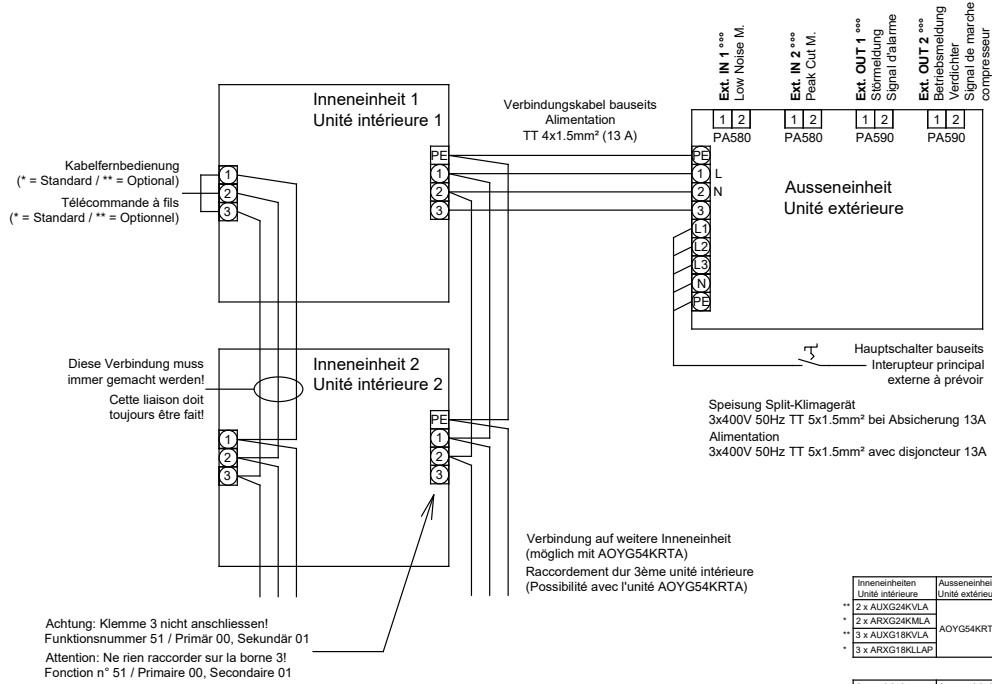 Ext. IN 1 °°°
Low Noise M.
Ext. IN 2 °°°
Peak Cut M.
Ext. OUT 1 °°°
Störmeldung
Signal d'alarme
Ext. OUT 2 °°°
Betriebsmeldung
Verdichter
Signal de marche
compresseur
1 2
PA580
1 2
PA580
1 2
PA590
1 2
PA590
Inneneinheit 1
Unité intérieure 1
Verbindungskabel bauseits
Alimentation
TT 4x1.5mm² (13 A)
Kabelfernbedienung
(* = Standard / ** = Optional)
Télécommande à fils
(* = Standard / ** = Optionnel)
1
2
3
PE
1
2
3
PE
1 L
2 N
3
L1
L2
L3
N
PE
Ausseneinheit
Unité extérieure
Diese Verbindung muss
immer gemacht werden!
Cette liaison doit
toujours être fait!
Inneneinheit 2
Unité intérieure 2
1
2
3
PE
1
2
3
Hauptschalter bauseits
Interupteur principal
externe à prévoir
Speisung Split-Klimagerät
3x400V 50Hz TT 5x1.5mm² bei Absicherung 13A
Alimentation
3x400V 50Hz TT 5x1.5mm² avec disjoncteur 13A
Verbindung auf weitere Inneneinheit
(möglich mit AOYG54KRTA)
Raccordement dur 3ème unité intérieure
(Possibilité avec l'unité AOYG54KRTA)
Achtung: Klemme 3 nicht anschliessen!
Funktionsnummer 51 / Primär 00, Sekundär 01
Attention: Ne rien raccorder sur la borne 3!
Fonction n° 51 / Primaire 00, Secondaire 01
Inneneinheiten
Unité intérieure
** 2 x AUXG24KVLA
* 2 x ARXG24KMLA
** 3 x AUXG18KVLA
* 3 x ARXG18KLLAP